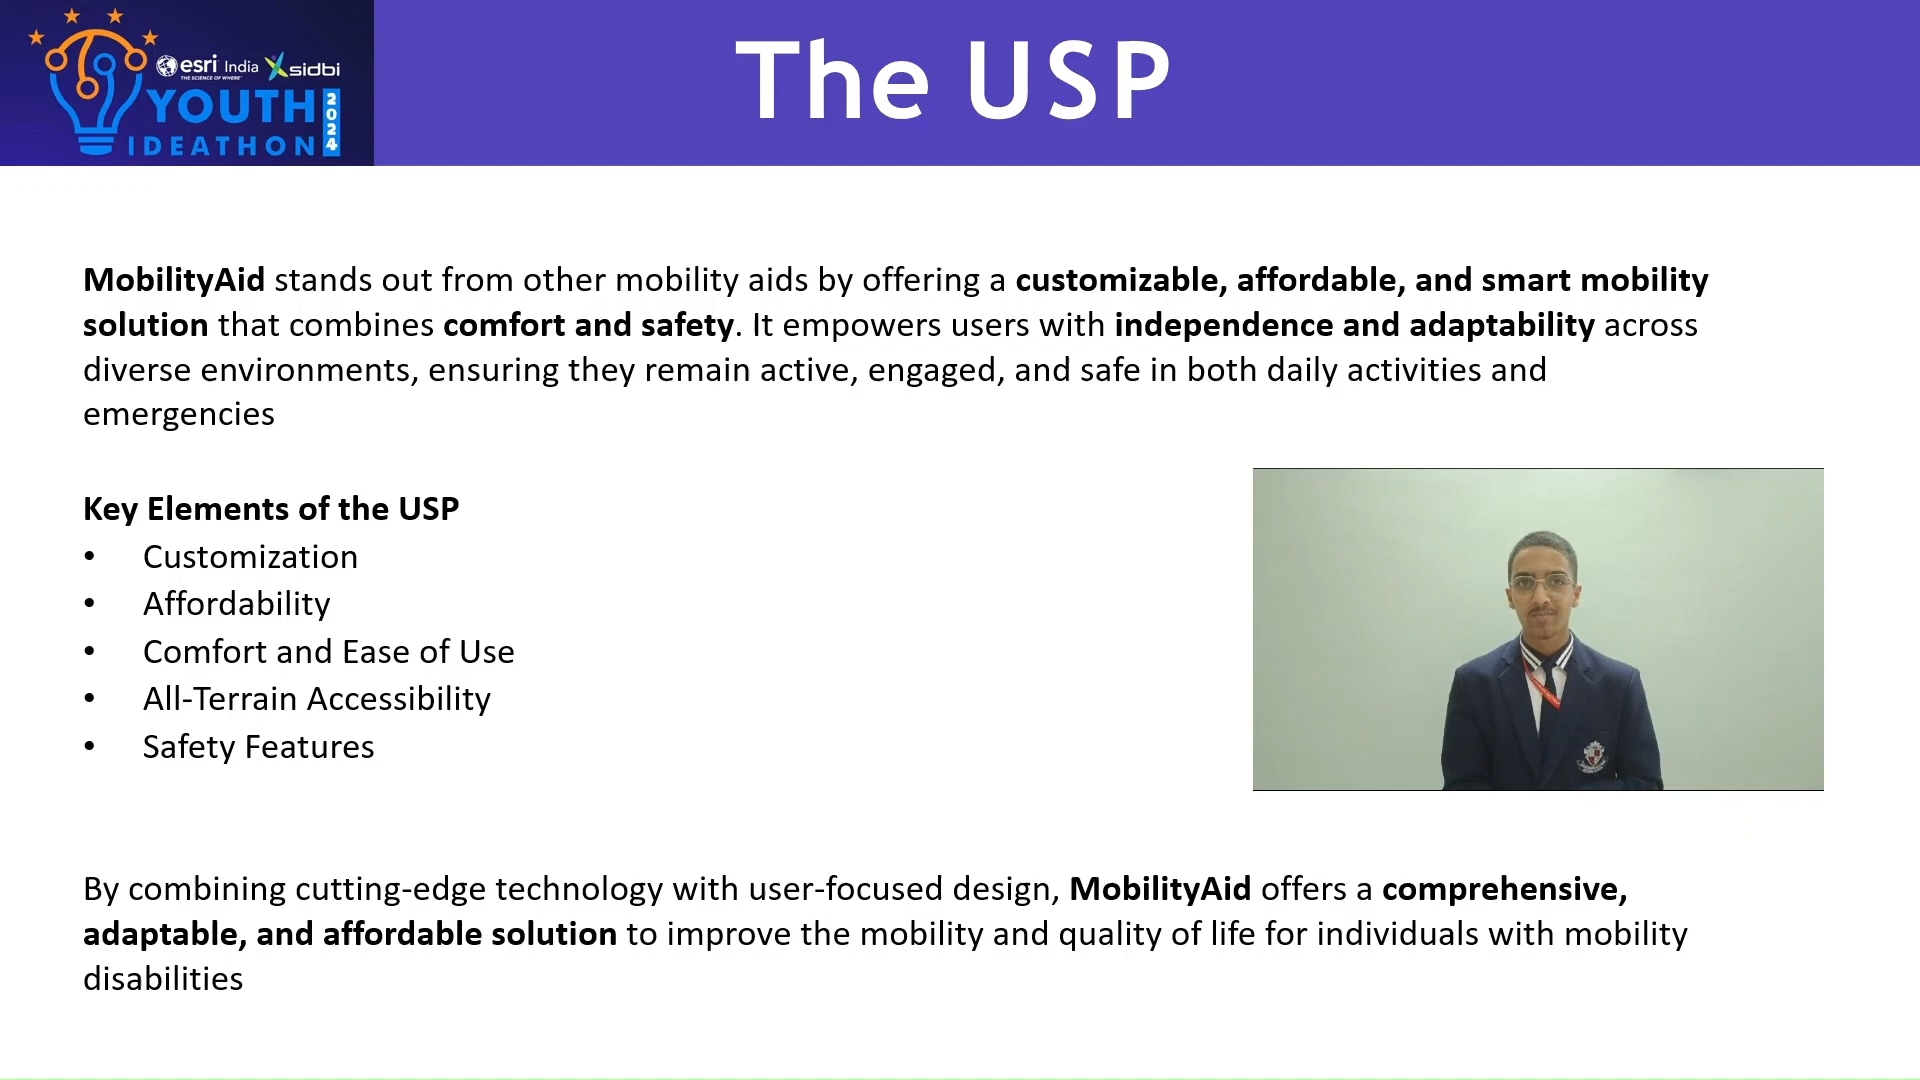 esri India sidbi
THE SCIENCE OF WHERE
YOUTH
IDEATHON
2024
The USP
MobilityAid stands out from other mobility aids by offering a customizable, affordable, and smart mobility
solution that combines comfort and safety. It empowers users with independence and adaptability across
diverse environments, ensuring they remain active, engaged, and safe in both daily activities and
emergencies
Key Elements of the USP
• Customization
• Affordability
• Comfort and Ease of Use
• All-Terrain Accessibility
• Safety Features
By combining cutting-edge technology with user-focused design, MobilityAid offers a comprehensive,
adaptable, and affordable solution to improve the mobility and quality of life for individuals with mobility
disabilities